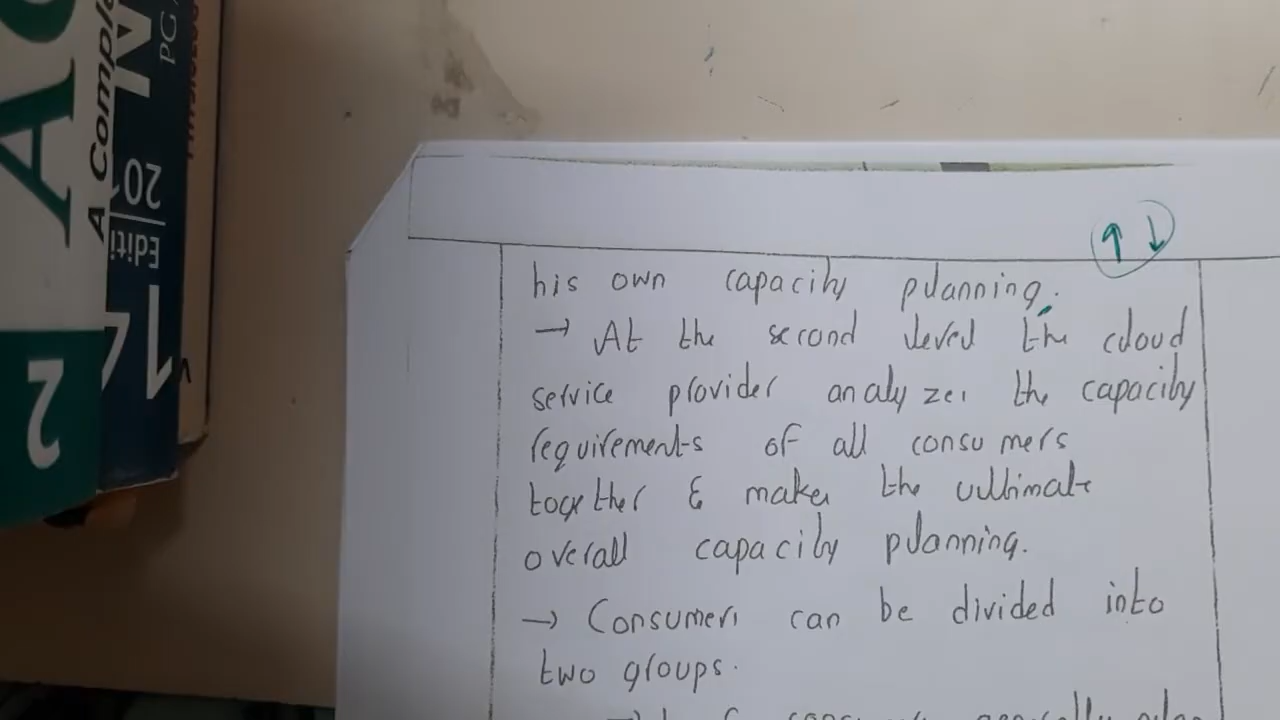 his own capacity planning.
→ At the second level the cloud
service provider analyzes the capacity
requirements of all consumers
together & makes the ultimate
overall capacity planning.
→ Consumers can be divided into
two groups.
A Compl
PG
20
Editi
2